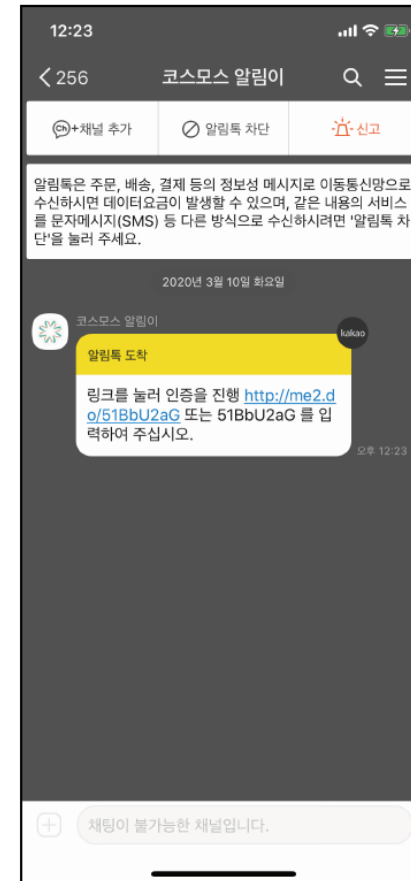 12:23
256 코스모스 알림이
Ch+채널 추가 알림톡 차단 신고
알림톡은 주문, 배송, 결제 등의 정보성 메시지로 이동통신망으로
수신하시면 데이터요금이 발생할 수 있으며, 같은 내용의 서비스
를 문자메시지(SMS) 등 다른 방식으로 수신하시려면 '알림톡 차
단'을 눌러 주세요.
2020년 3월 10일 화요일
코스모스 알림이
kakao
알림톡 도착
링크를 눌러 인증을 진행 http://me2.d
o/51BbU2aG 또는 51BbU2aG 를 입
력하여 주십시오.
오후 12:23
채팅이 불가능한 채널입니다.